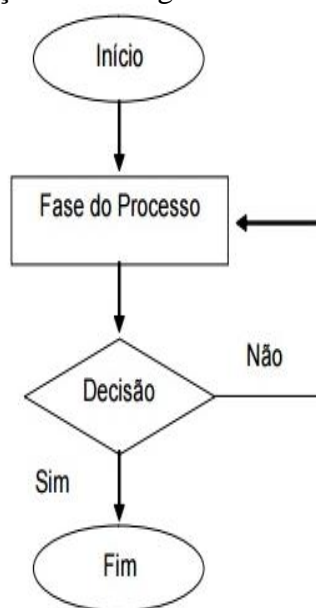 Início
Fase do Processo
Decisão
Não
Sim
Fim